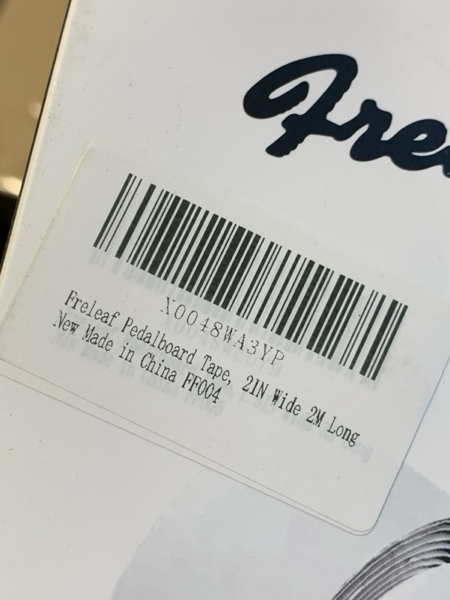 Fre
X0048WA3YP
Freleaf Pedalboard Tape, 2IN Wide 2M Long
New Made in China FF004